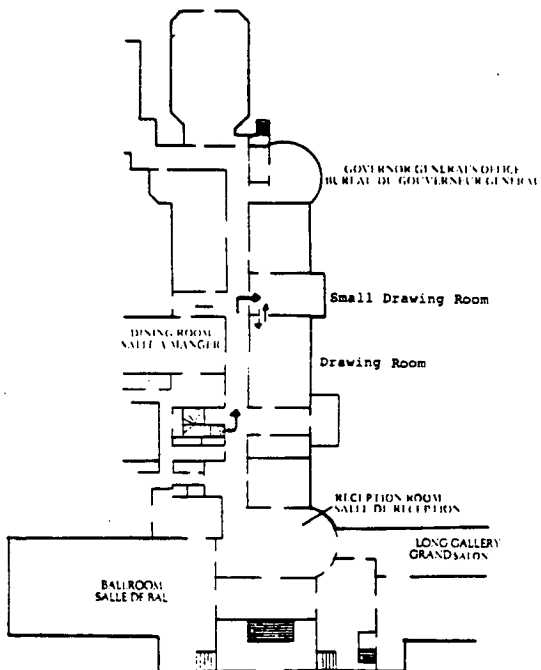 GOVERNOR GENERAL'S OFFICE
BUREAU DU GOUVERNEUR GENERAL
Small Drawing Room
DINING ROOM
SALLE A MANGER
Drawing Room
RECEPTION ROOM
SALLE DE RECEPTION
LONG GALLERY
GRAND SALON
BALLROOM
SALLE DE BAL